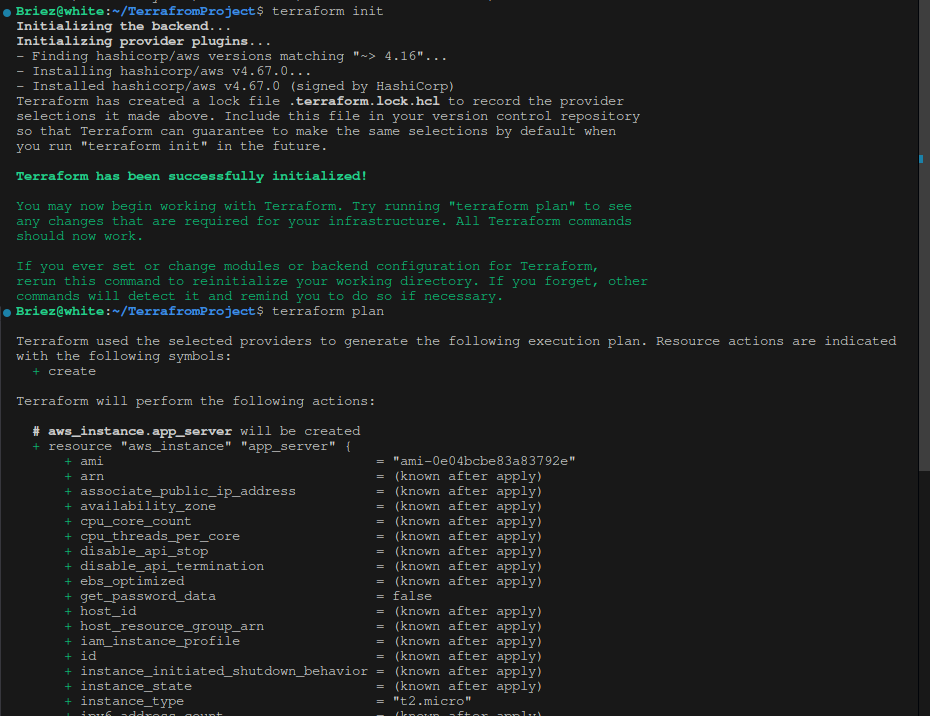 Briez@white:~/TerrafromProject$ terraform init
Initializing the backend...
Initializing provider plugins...
- Finding hashicorp/aws versions matching "~> 4.16"...
- Installing hashicorp/aws v4.67.0...
- Installed hashicorp/aws v4.67.0 (signed by HashiCorp)
Terraform has created a lock file .terraform.lock.hcl to record the provider
selections it made above. Include this file in your version control repository
so that Terraform can guarantee to make the same selections by default when
you run "terraform init" in the future.
Terraform has been successfully initialized!
You may now begin working with Terraform. Try running "terraform plan" to see
any changes that are required for your infrastructure. All Terraform commands
should now work.
If you ever set or change modules or backend configuration for Terraform,
rerun this command to reinitialize your working directory. If you forget, other
commands will detect it and remind you to do so if necessary.
Briez@white:~/TerrafromProject$ terraform plan
Terraform used the selected providers to generate the following execution plan. Resource actions are indicated
with the following symbols:
+ create
Terraform will perform the following actions:
# aws_instance.app_server will be created
+ resource "aws_instance" "app_server" {
+ ami = "ami-0e04bcbe83a83792e"
+ arn = (known after apply)
+ associate_public_ip_address = (known after apply)
+ availability_zone = (known after apply)
+ cpu_core_count = (known after apply)
+ cpu_threads_per_core = (known after apply)
+ disable_api_stop = (known after apply)
+ disable_api_termination = (known after apply)
+ ebs_optimized = (known after apply)
+ get_password_data = false
+ host_id = (known after apply)
+ host_resource_group_arn = (known after apply)
+ iam_instance_profile = (known after apply)
+ id = (known after apply)
+ instance_initiated_shutdown_behavior = (known after apply)
+ instance_state = (known after apply)
+ instance_type = "t2.micro"
+ ipv6_address_count = (known after apply)